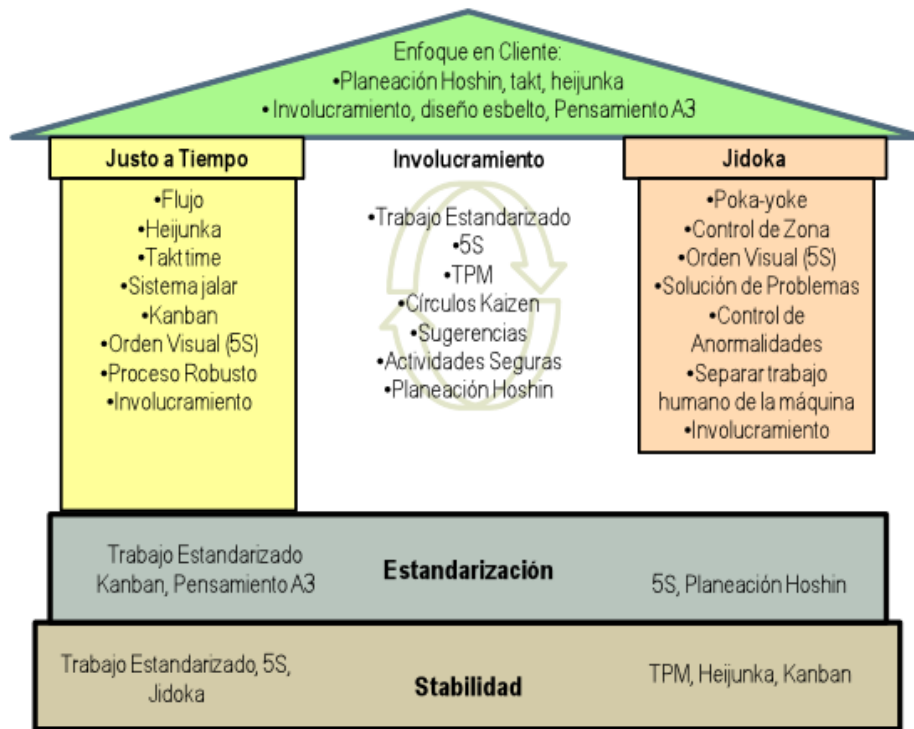 Enfoque en Cliente:
•Planeación Hoshin, takt, heijunka
•Involucramiento, diseño esbelto, Pensamiento A3
Justo a Tiempo
•Flujo
•Heijunka
•Takt time
•Sistema jalar
•Kanban
•Orden Visual (5S)
•Proceso Robusto
•Involucramiento
Involucramiento
•Trabajo Estandarizado
•5S
•TPM
•Círculos Kaizen
•Sugerencias
•Actividades Seguras
•Planeación Hoshin
Jidoka
•Poka-yoke
•Control de Zona
•Orden Visual (5S)
•Solución de Problemas
•Control de
Anormalidades
•Separar trabajo
humano de la máquina
•Involucramiento
Trabajo Estandarizado
Kanban, Pensamiento A3
Estandarización
5S, Planeación Hoshin
Trabajo Estandarizado, 5S,
Jidoka
Stabilidad
TPM, Heijunka, Kanban